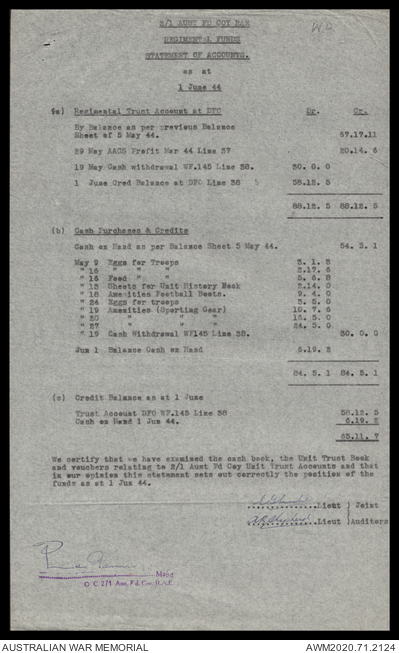 2/1 AUST FD COY RAE
REGIMENTAL FUNDS
STATEMENT OF ACCOUNTS.
as at
1 June 44
(a) Regimental Trust Account at DFO Dr. Cr.
By Balance as per previous Balance
Sheet of 5 May 44. 67.17.11
29 May AACS Profit Mar 44 Line 37 20.14. 6
19 May Cash withdrawal WF.145 Line 38. 30. 0. 0
1 June Cred Balance at DFO Line 38 58.12. 5
88.12. 5 88.12. 5
(b) Cash Purchases & Credits
Cash on Hand as per Balance Sheet 5 May 44. 54. 5. 1
May 9 Eggs for Troops 3. 1. 3
" 16 " " " 2.17. 6
" 16 Feed " " 5. 6. 8
" 15 Sheets for Unit History Book 2.14. 0
" 18 Amenities Football Boots. 9. 4. 0
" 24 Eggs for troops 3. 5. 0
" 19 Amenities (Sporting Gear) 10. 7. 6
" 20 " " " 16. 5. 0
" 27 " " " 24. 5. 0
" 19 Cash Withdrawal WF145 Line 38. 30. 0. 0
Jun 1 Balance Cash on Hand 6.19. 2
84. 5. 1 84. 5. 1
(c) Credit Balance as at 1 June
Trust Account DFO WF.145 Line 38 58.12. 5
Cash on Hand 1 Jun 44. 6.19. 2
65.11. 7
We certify that we have examined the cash book, the Unit Trust Book
and vouchers relating to 2/1 Aust Fd Coy Unit Trust Accounts and that
in our opinion this statement sets out correctly the position of the
funds as at 1 Jun 44.
Lieut ) Joint
Lieut ) Auditors
Major
O C 2/1 Aus. Fd. Coy. R.A.E.
AUSTRALIAN WAR MEMORIAL AWM2020.71.2124